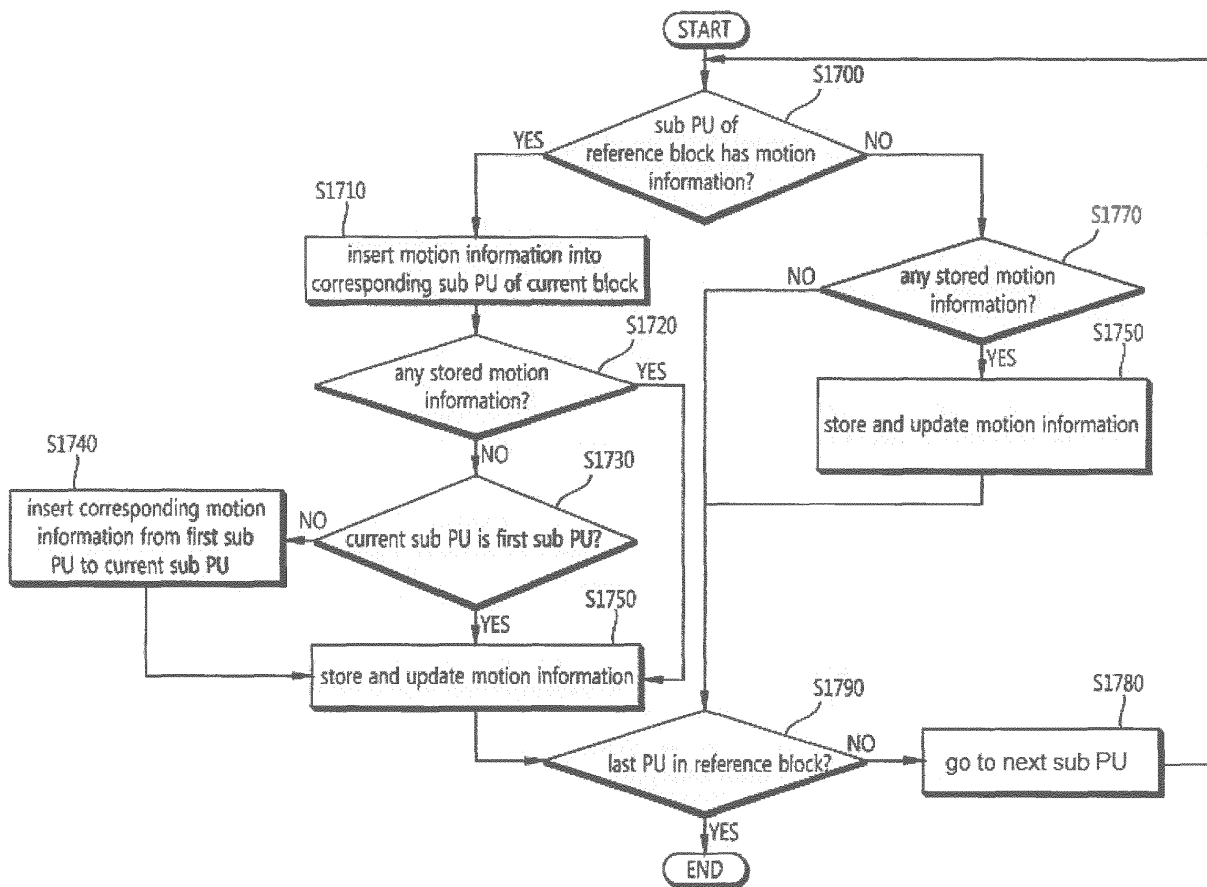 START
S1700
sub PU of
reference block has motion
information?
YES
NO
S1710
insert motion information into
corresponding sub PU of current block
S1770
any stored motion
information?
NO
YES
S1720
any stored motion
information?
YES
NO
S1750
store and update motion information
S1740
insert corresponding motion
information from first sub
PU to current sub PU
S1730
current sub PU is first sub PU?
NO
YES
S1750
store and update motion information
S1790
last PU in reference block?
NO
YES
S1780
go to next sub PU
END